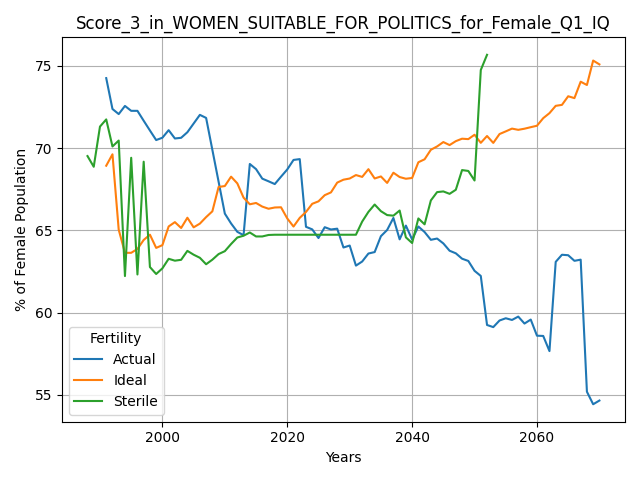 Score_3_in_WOMEN_SUITABLE_FOR_POLITICS_for_Female_Q1_IQ
% of Female Population
75
70
65
60
55
Fertility
Actual
Ideal
Sterile
2000 2020 2040 2060
Years